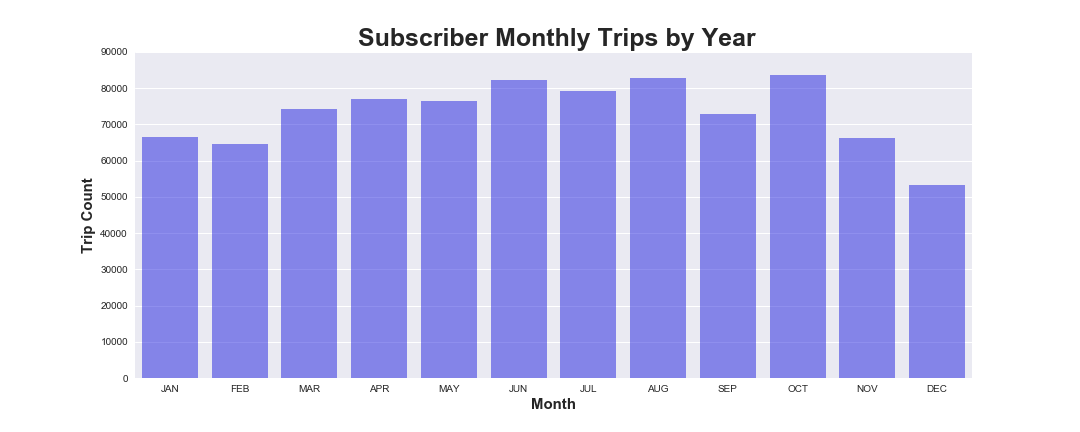 Subscriber Monthly Trips by Year
90000
80000
70000
60000
50000
40000
30000
20000
10000
0
Trip Count
JAN FEB MAR APR MAY JUN JUL AUG SEP OCT NOV DEC
Month